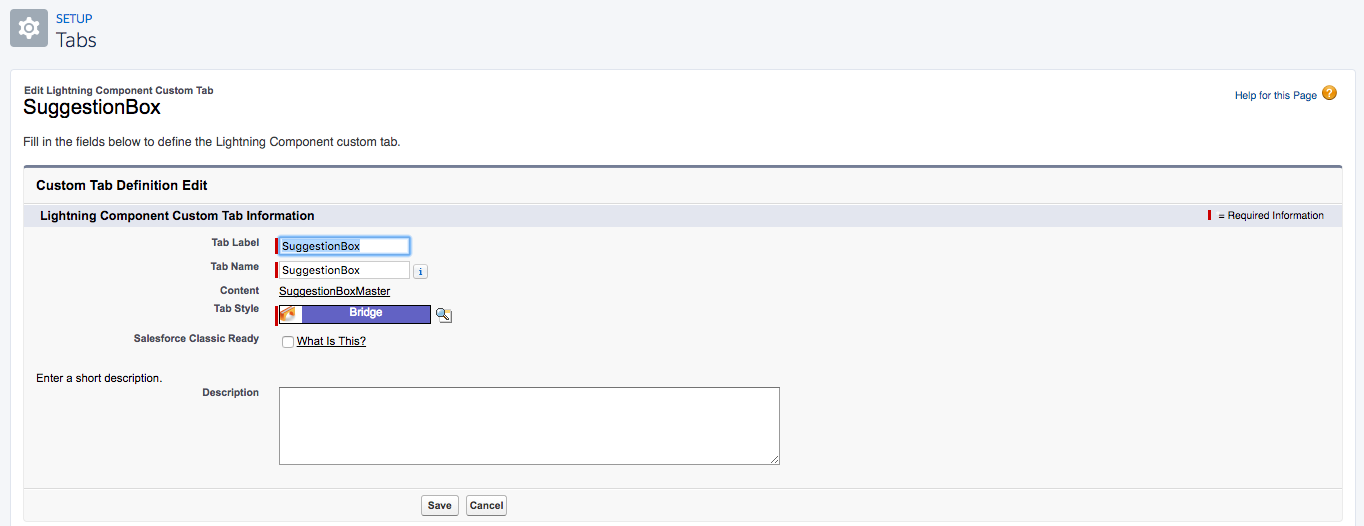 SETUP
Tabs
Edit Lightning Component Custom Tab
SuggestionBox
Help for this Page ?
Fill in the fields below to define the Lightning Component custom tab.
Custom Tab Definition Edit
Lightning Component Custom Tab Information
= Required Information
Tab Label SuggestionBox
Tab Name SuggestionBox i
Content SuggestionBoxMaster
Tab Style Bridge
Salesforce Classic Ready What Is This?
Enter a short description.
Description
Save Cancel